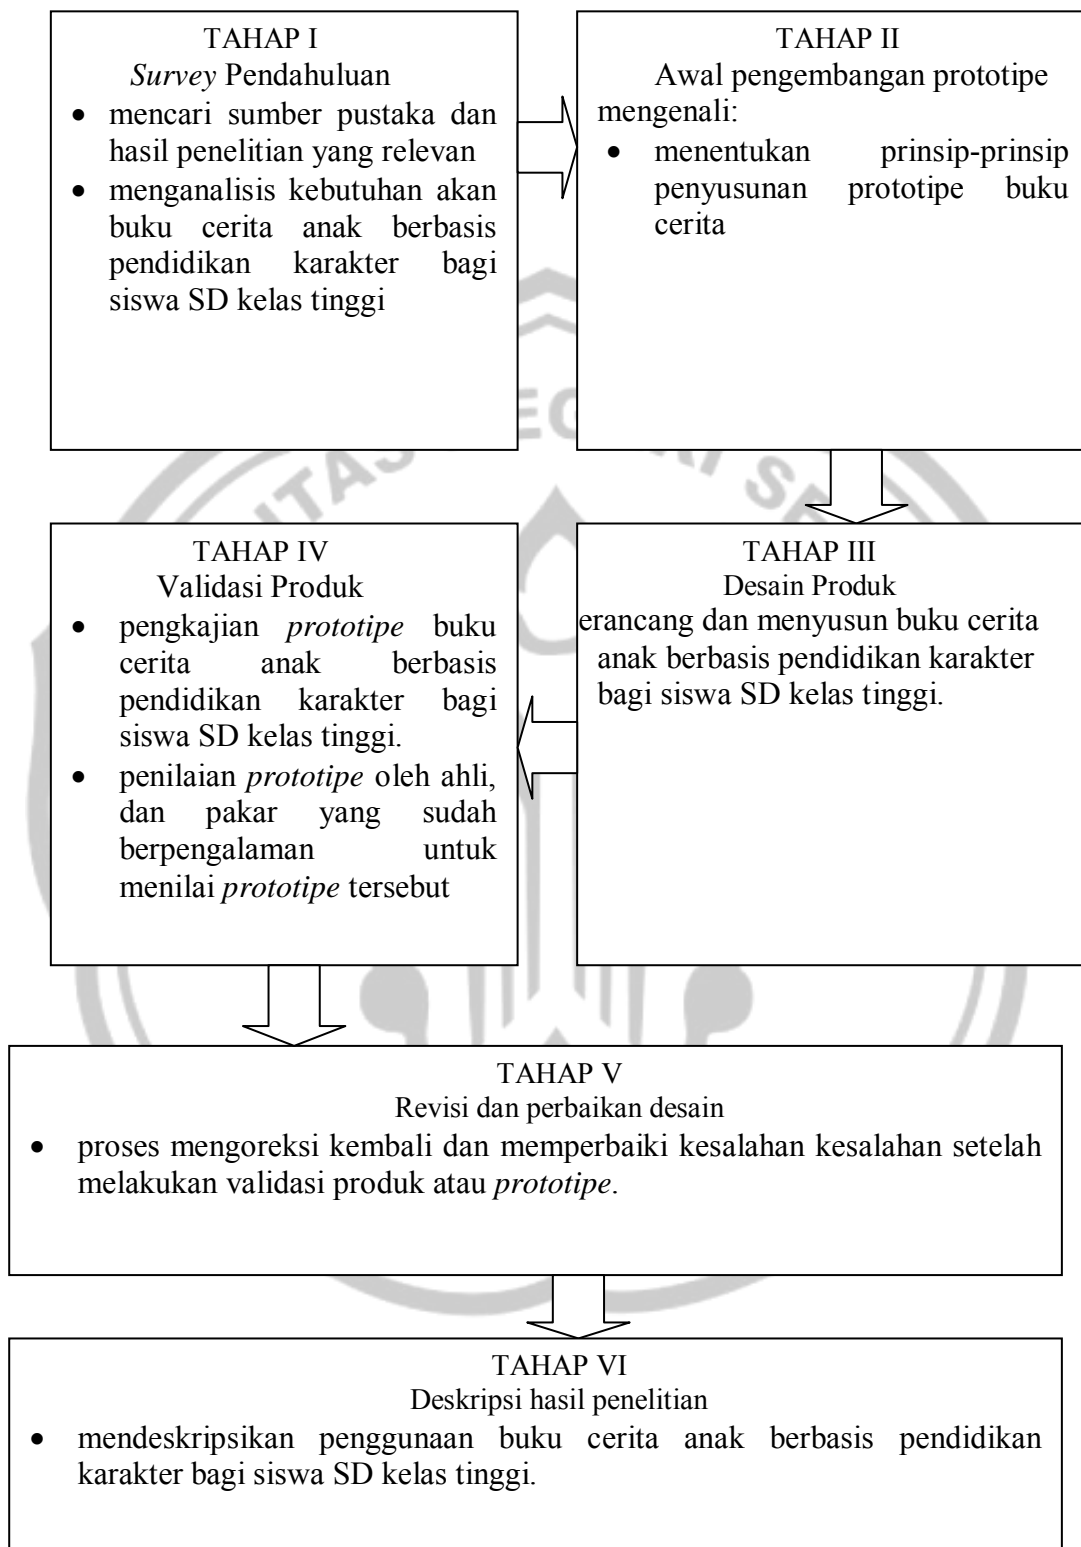 TAHAP I
Survey Pendahuluan
• mencari sumber pustaka dan
hasil penelitian yang relevan
• menganalisis kebutuhan akan
buku cerita anak berbasis
pendidikan karakter bagi
siswa SD kelas tinggi
TAHAP II
Awal pengembangan prototipe
mengenali:
• menentukan prinsip-prinsip
penyusunan prototipe buku
cerita
TAHAP III
Desain Produk
erancang dan menyusun buku cerita
anak berbasis pendidikan karakter
bagi siswa SD kelas tinggi.
TAHAP IV
Validasi Produk
• pengkajian prototipe buku
cerita anak berbasis
pendidikan karakter bagi
siswa SD kelas tinggi.
• penilaian prototipe oleh ahli,
dan pakar yang sudah
berpengalaman untuk
menilai prototipe tersebut
TAHAP V
Revisi dan perbaikan desain
• proses mengoreksi kembali dan memperbaiki kesalahan kesalahan setelah
melakukan validasi produk atau prototipe.
TAHAP VI
Deskripsi hasil penelitian
• mendeskripsikan penggunaan buku cerita anak berbasis pendidikan
karakter bagi siswa SD kelas tinggi.